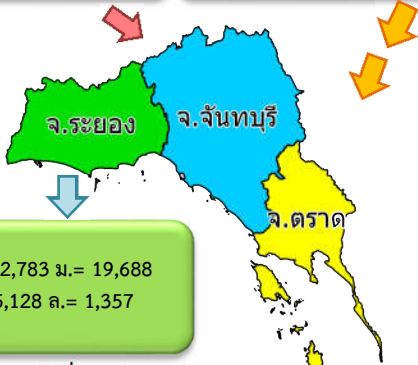 จ.ระยอง
จ.จันทบุรี
จ.ตราด
2,783 ม.= 19,688
5,128 ล.= 1,357